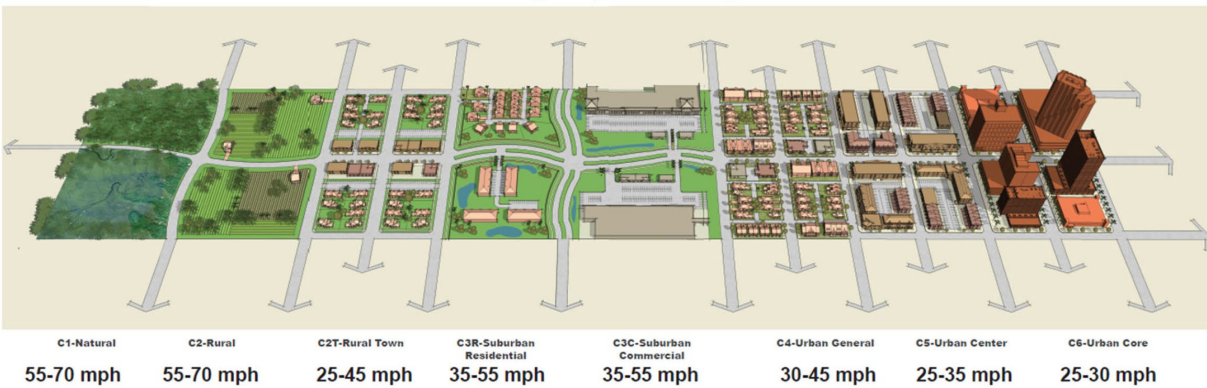 C1-Natural
55-70 mph
C2-Rural
55-70 mph
C2T-Rural Town
25-45 mph
C3R-Suburban
Residential
35-55 mph
C3C-Suburban
Commercial
35-55 mph
C4-Urban General
30-45 mph
C5-Urban Center
25-35 mph
C6-Urban Core
25-30 mph